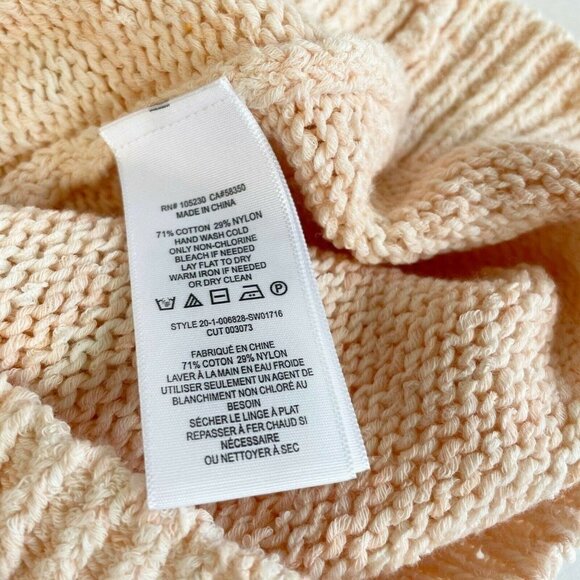 RN# 105230 CA#58350
MADE IN CHINA
71% COTTON 29% NYLON
HAND WASH COLD
ONLY NON-CHLORINE
BLEACH IF NEEDED
LAY FLAT TO DRY
WARM IRON IF NEEDED
OR DRY CLEAN
P
STYLE 20-1-006828-SW01716
CUT 003073
FABRIQUÉ EN CHINE
71% COTTON 29% NYLON
LAVER À LA MAIN EN EAU FROIDE
UTILISER SEULEMENT UN AGENT DE
BLANCHIMENT NON CHLORÉ AU
BESOIN
SÉCHER LE LINGE À PLAT
REPASSER À FER CHAUD SI
NÉCESSAIRE
OU NETTOYER À SEC